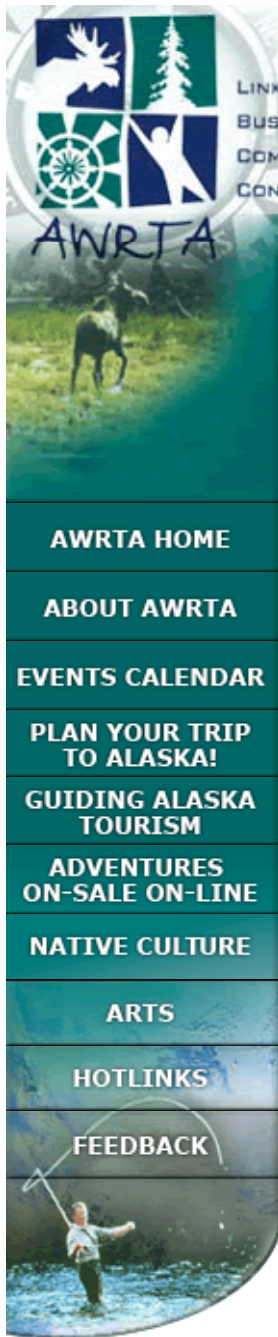 AWRTA
AWRTA HOME
ABOUT AWRTA
EVENTS CALENDAR
PLAN YOUR TRIP
TO ALASKA!
GUIDING ALASKA
TOURISM
ADVENTURES
ON-SALE ON-LINE
NATIVE CULTURE
ARTS
HOTLINKS
FEEDBACK